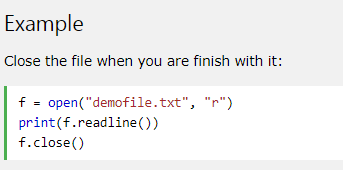 Example
Close the file when you are finish with it:
f = open("demofile.txt", "r")
print(f.readline())
f.close()